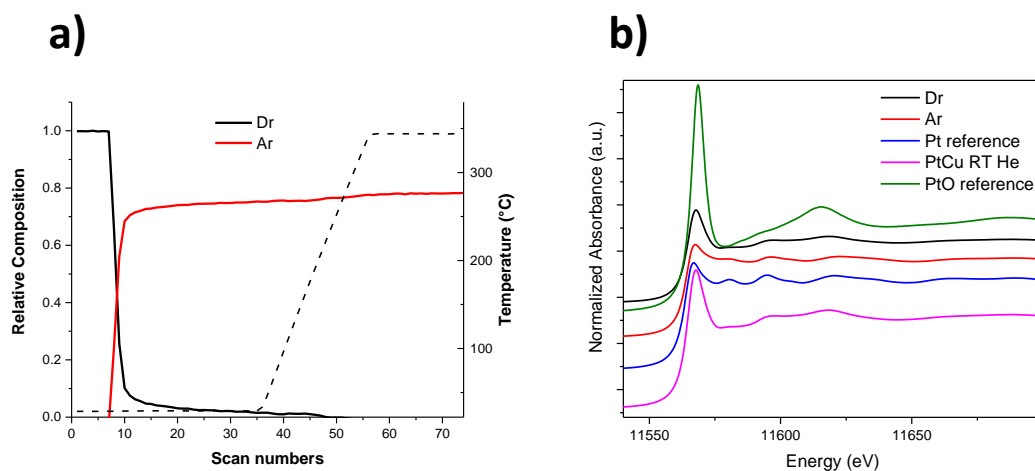 a)
b)
Dr
Ar
1.0
0.8
0.6
0.4
0.2
0.0
Relative Composition
300
200
100
Temperature (°C)
1 10 20 30 40 50 60 70
Scan numbers
Dr
Ar
Pt reference
PtCu RT He
PtO reference
Normalized Absorbance (a.u.)
11550 11600 11650
Energy (eV)